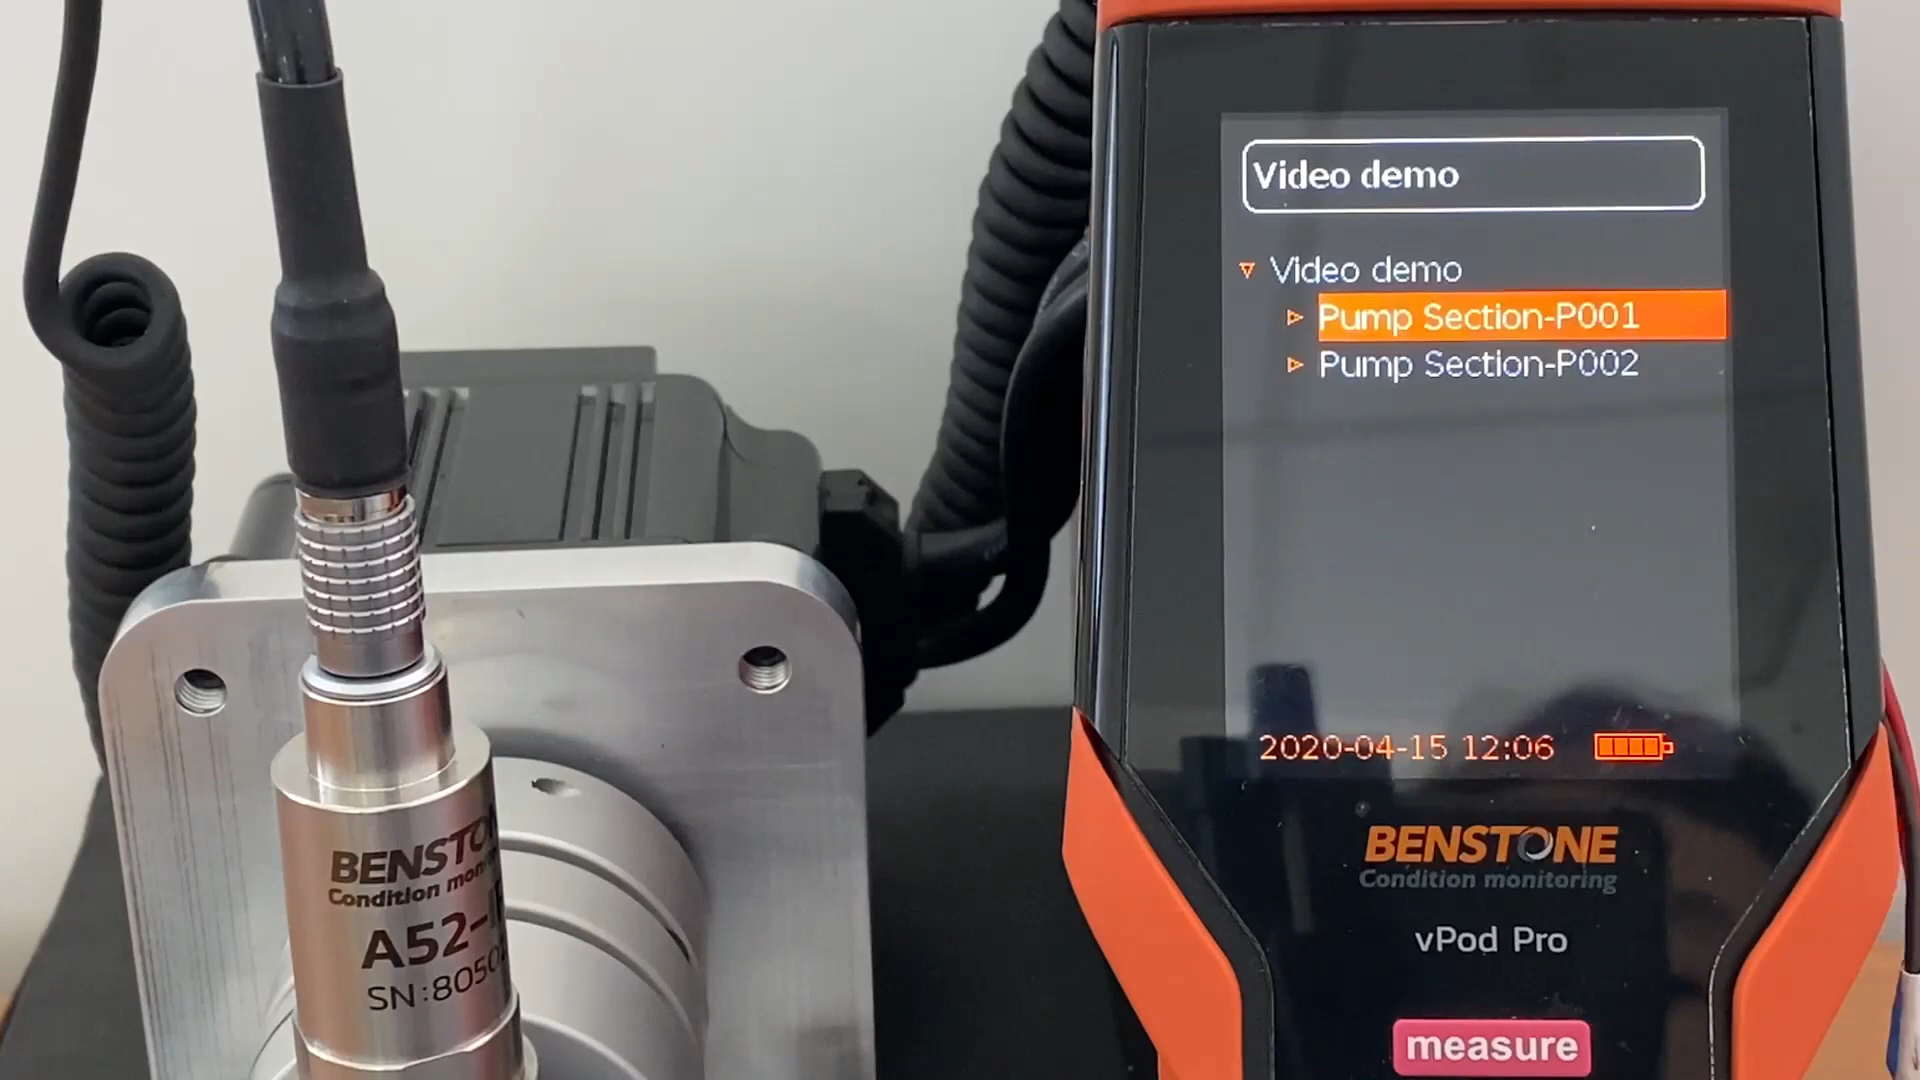 Video demo
Video demo
Pump Section-P001
Pump Section-P002
2020-04-15 12:06
BENSTONE
Condition monitoring
vPod Pro
measure
BENSTO
Condition
A52-
SN:805